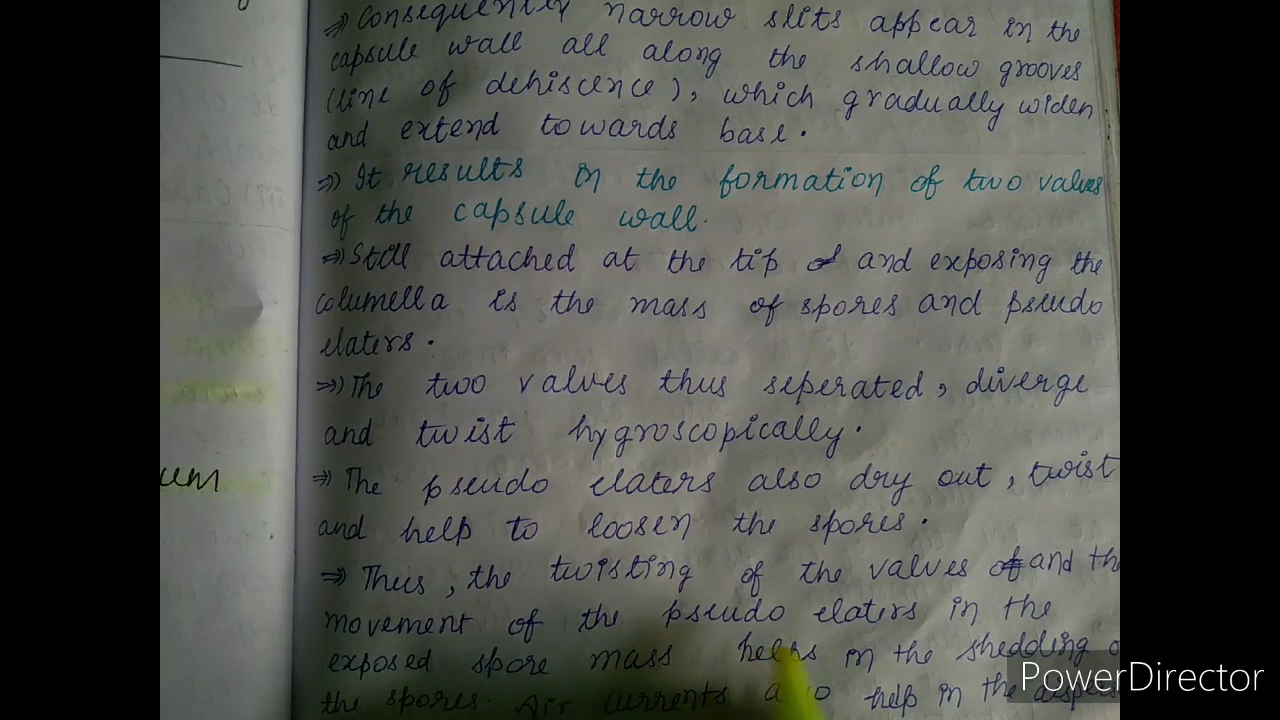 ⇒ Consequently narrow slits appear in the
capsule wall all along the shallow grooves
(line of dehiscence), which gradually widen
and extend towards base.
⇒ It results in the formation of two valves
of the capsule wall.
⇒ Still attached at the tip and exposing the
columella is the mass of spores and pseudo
elaters.
⇒ The two valves thus seperated, diverge
and twist hygroscopically.
um
⇒ The pseudo elaters also dry out, twist
and help to loosen the spores.
⇒ Thus, the twisting of the valves and the
movement of the pseudo elaters in the
exposed spore mass helps in the shedding
the spores. Air currents also help in the
PowerDirector